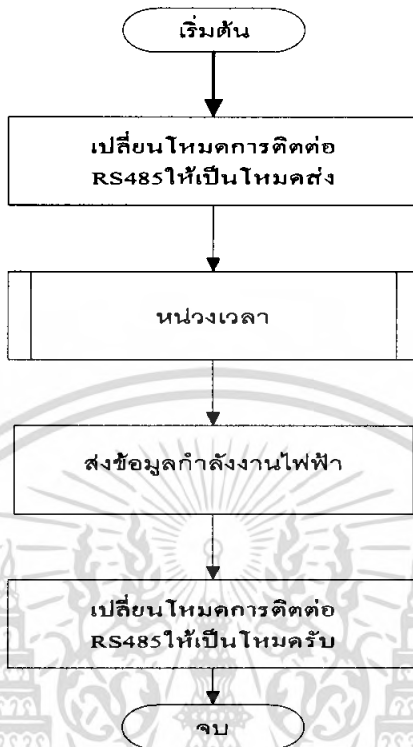 เริ่มต้น
เปลี่ยนโหมดการติดต่อ
RS485ให้เป็นโหมดส่ง
หน่วงเวลา
ส่งข้อมูลกำลังงานไฟฟ้า
เปลี่ยนโหมดการติดต่อ
RS485ให้เป็นโหมดรับ
จบ